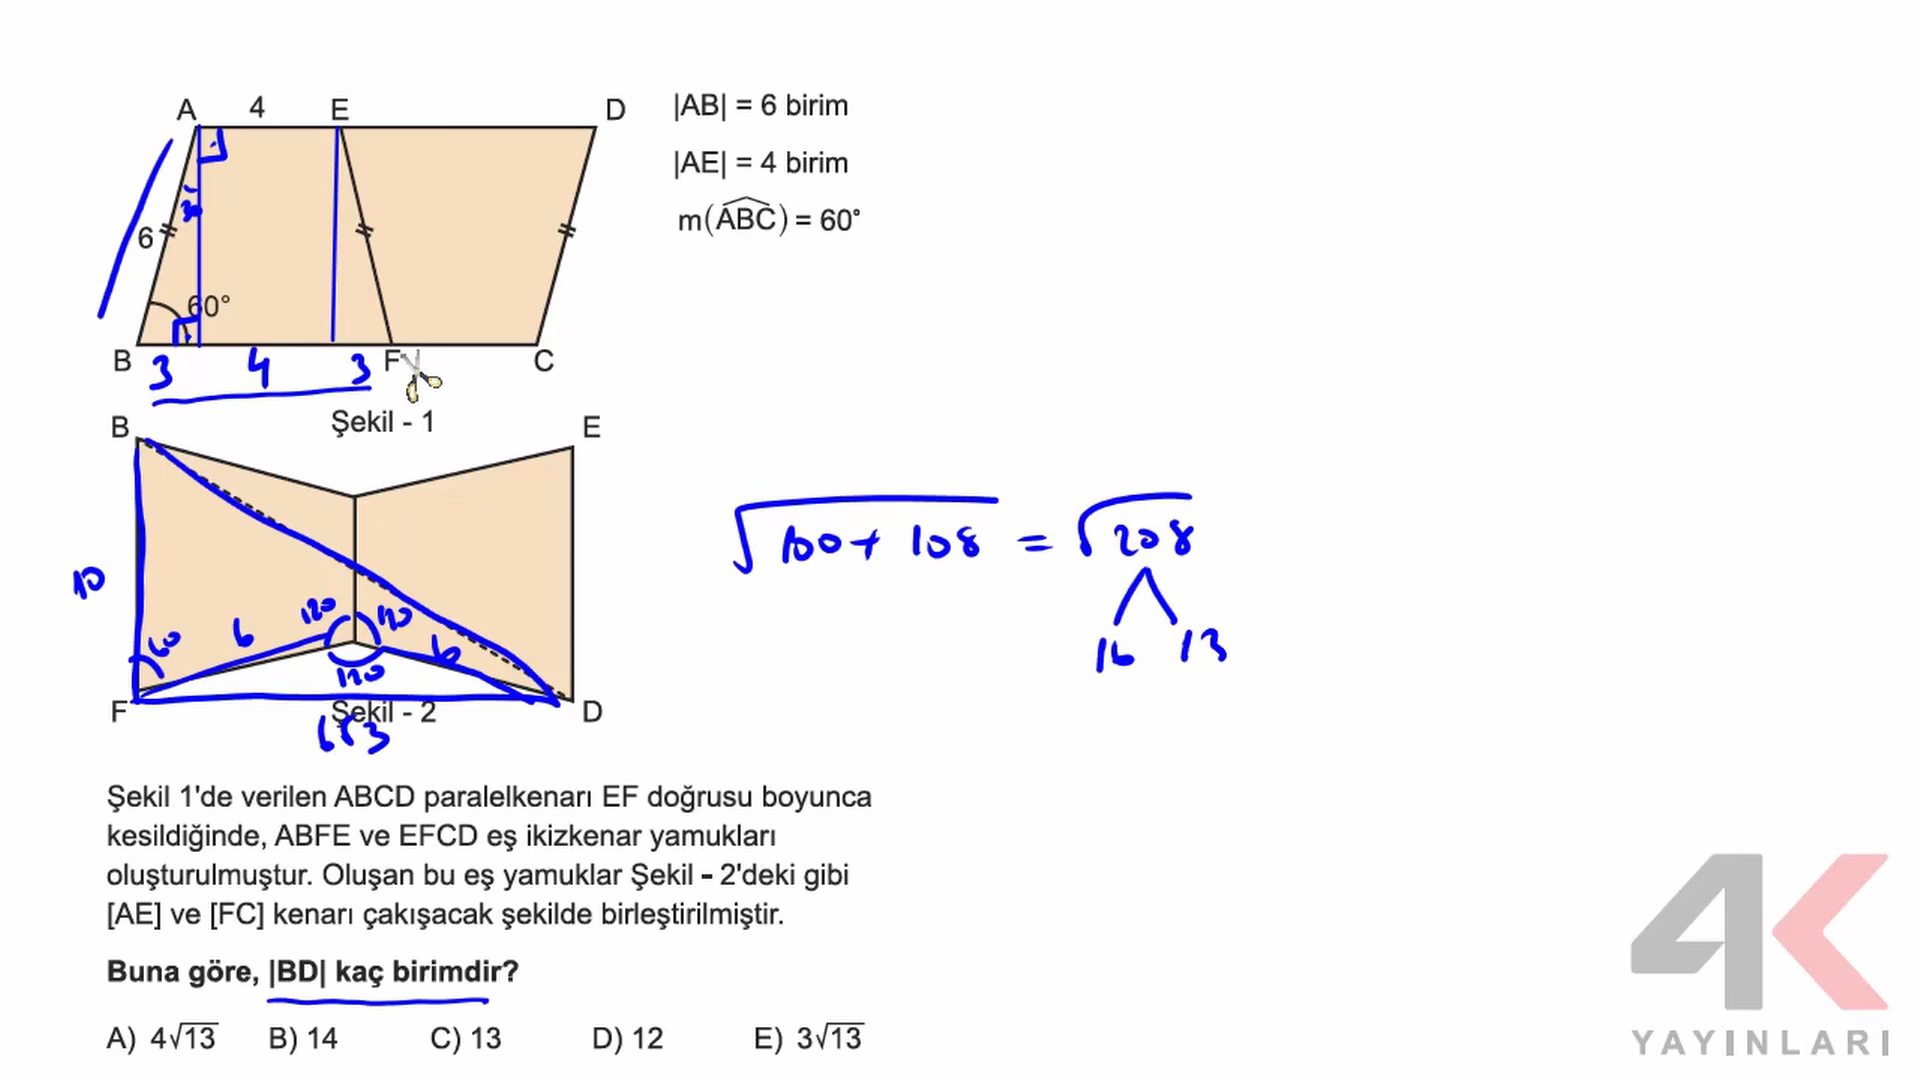 A 4 E D
|AB| = 6 birim
|AE| = 4 birim
m(ABC) = 60°
30
6
60°
B F C
3 4 3
Şekil - 1
B E
√100 + 108 = √208
16 13
10
120 120
60 6 6
120
F Şekil - 2 D
6√3
Şekil 1'de verilen ABCD paralelkenarı EF doğrusu boyunca
kesildiğinde, ABFE ve EFCD eş ikizkenar yamukları
oluşturulmuştur. Oluşan bu eş yamuklar Şekil - 2'deki gibi
[AE] ve [FC] kenarı çakışacak şekilde birleştirilmiştir.
Buna göre, |BD| kaç birimdir?
A) 4√13 B) 14 C) 13 D) 12 E) 3√13
4K
YAYINLARI